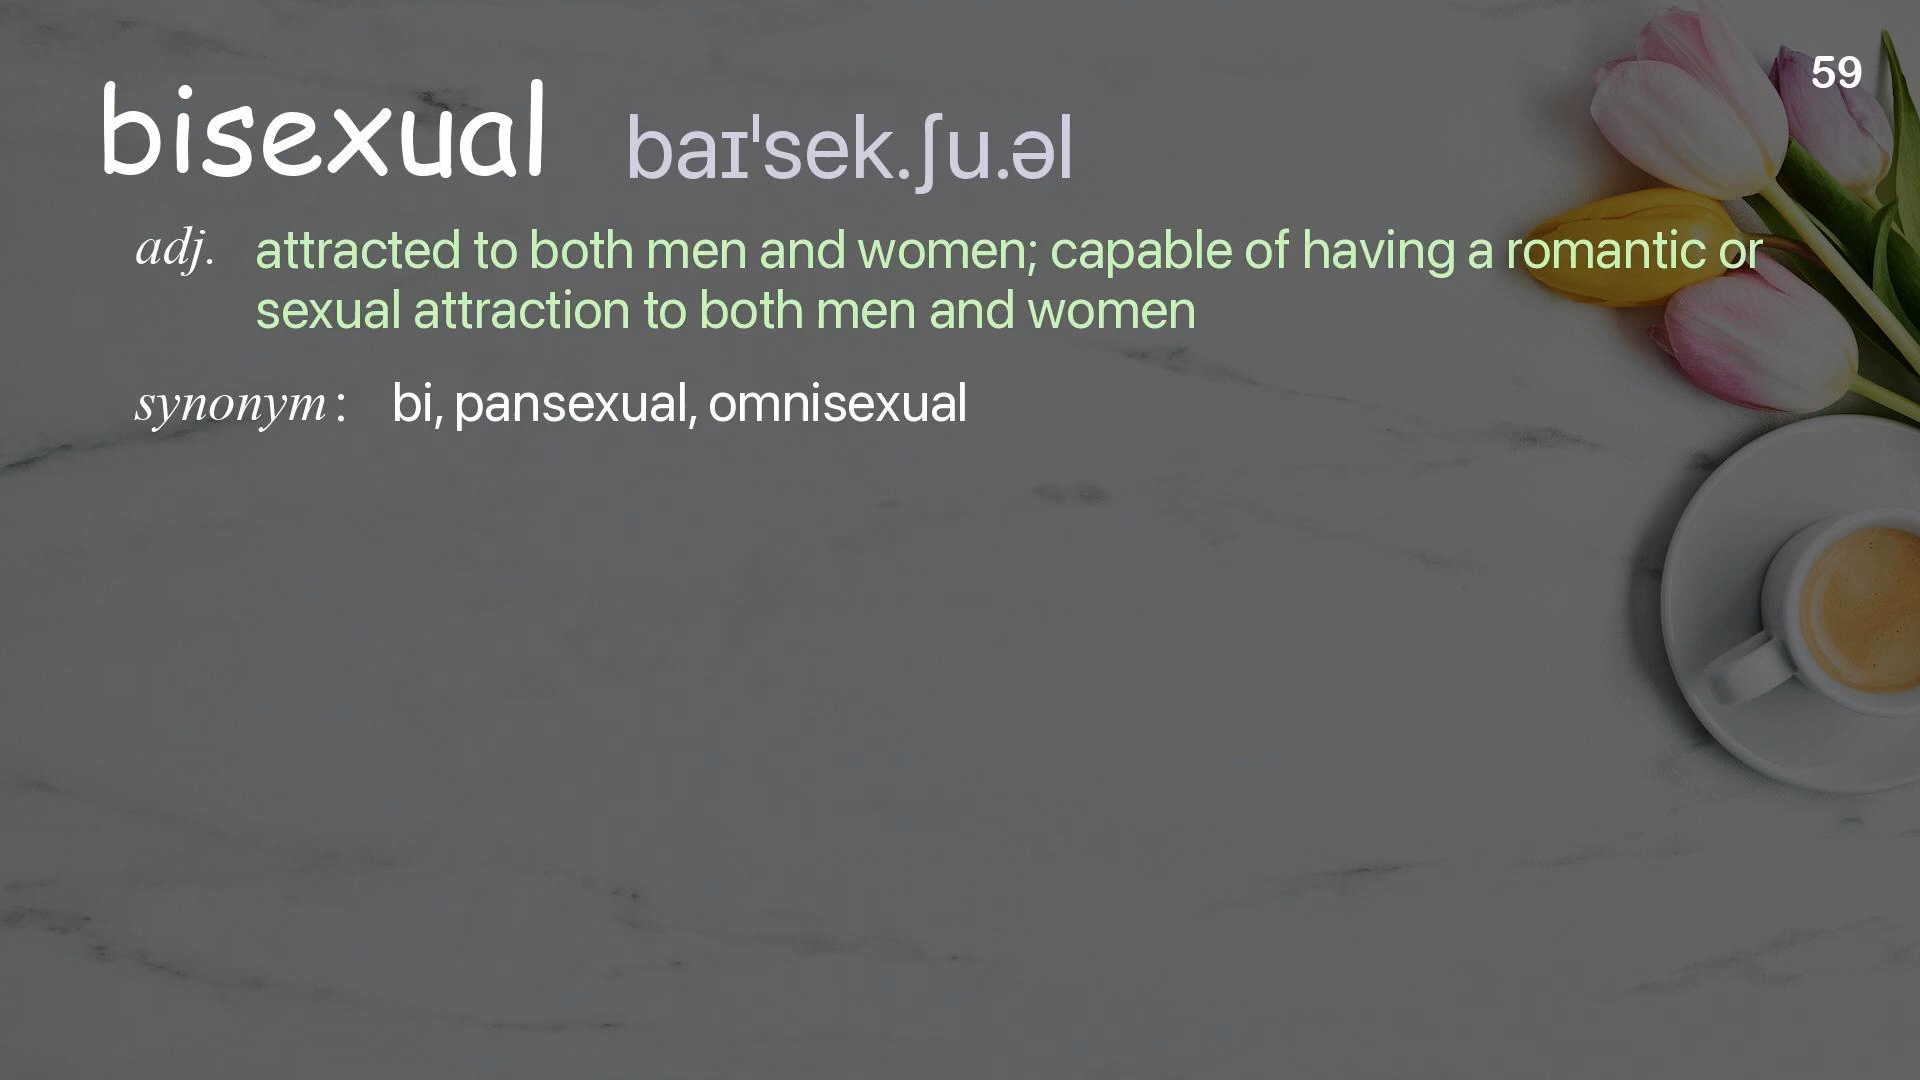 59
bisexual baɪˈsek.ʃu.əl
adj. attracted to both men and women; capable of having a romantic or
sexual attraction to both men and women
synonym : bi, pansexual, omnisexual